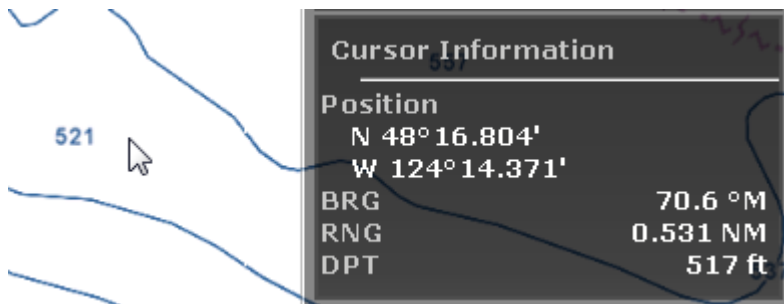 521
Cursor Information
537
Position
N 48°16.804'
W 124°14.371'
BRG 70.6 °M
RNG 0.531 NM
DPT 517 ft